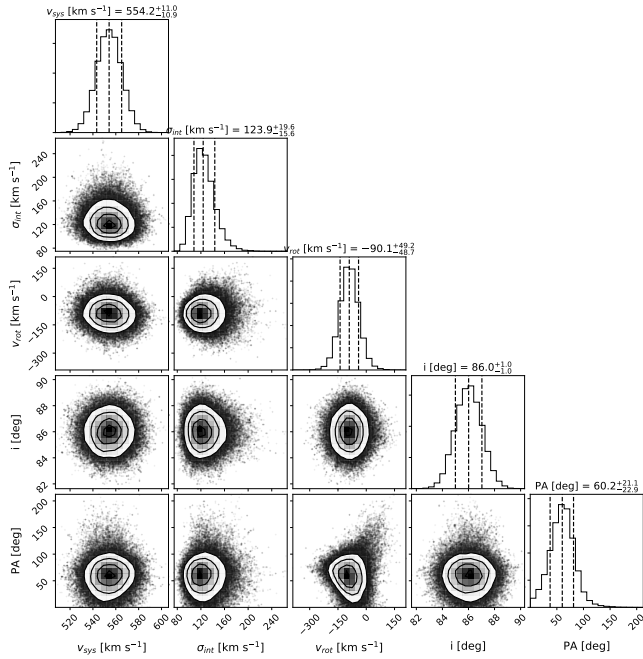 v_sys [km s⁻¹] = 554.2 +11.0 −10.9
σ_int [km s⁻¹] = 123.9 +19.6 −15.6
240
200
160
120
80
σ_int [km s⁻¹]
v_rot [km s⁻¹] = −90.1 +49.2 −48.7
150
0
−150
−300
v_rot [km s⁻¹]
i [deg] = 86.0 +1.0 −1.0
90
88
86
84
82
i [deg]
PA [deg] = 60.2 +21.1 −22.9
200
150
100
50
PA [deg]
520 540 560 580 600
80 120 160 200 240
−300 −150 0 150
82 84 86 88 90
50 100 150 200
v_sys [km s⁻¹]
σ_int [km s⁻¹]
v_rot [km s⁻¹]
i [deg]
PA [deg]